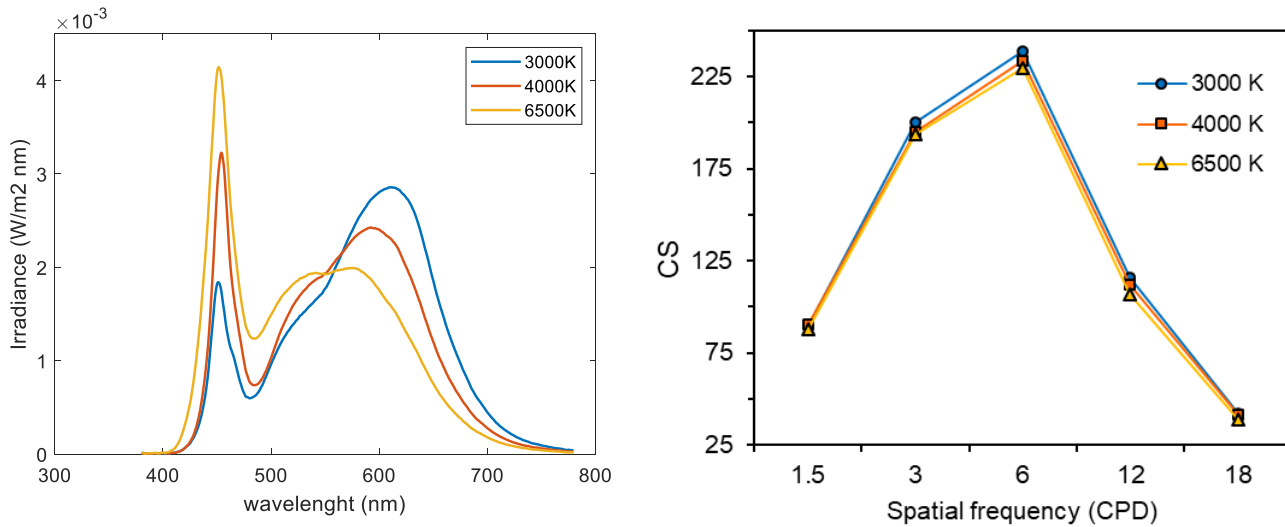 ×10⁻³
Irradiance (W/m2 nm)
4
3
2
1
0
300 400 500 600 700 800
wavelenght (nm)
3000K
4000K
6500K
CS
225
175
125
75
25
1.5 3 6 12 18
Spatial frequency (CPD)
3000 K
4000 K
6500 K